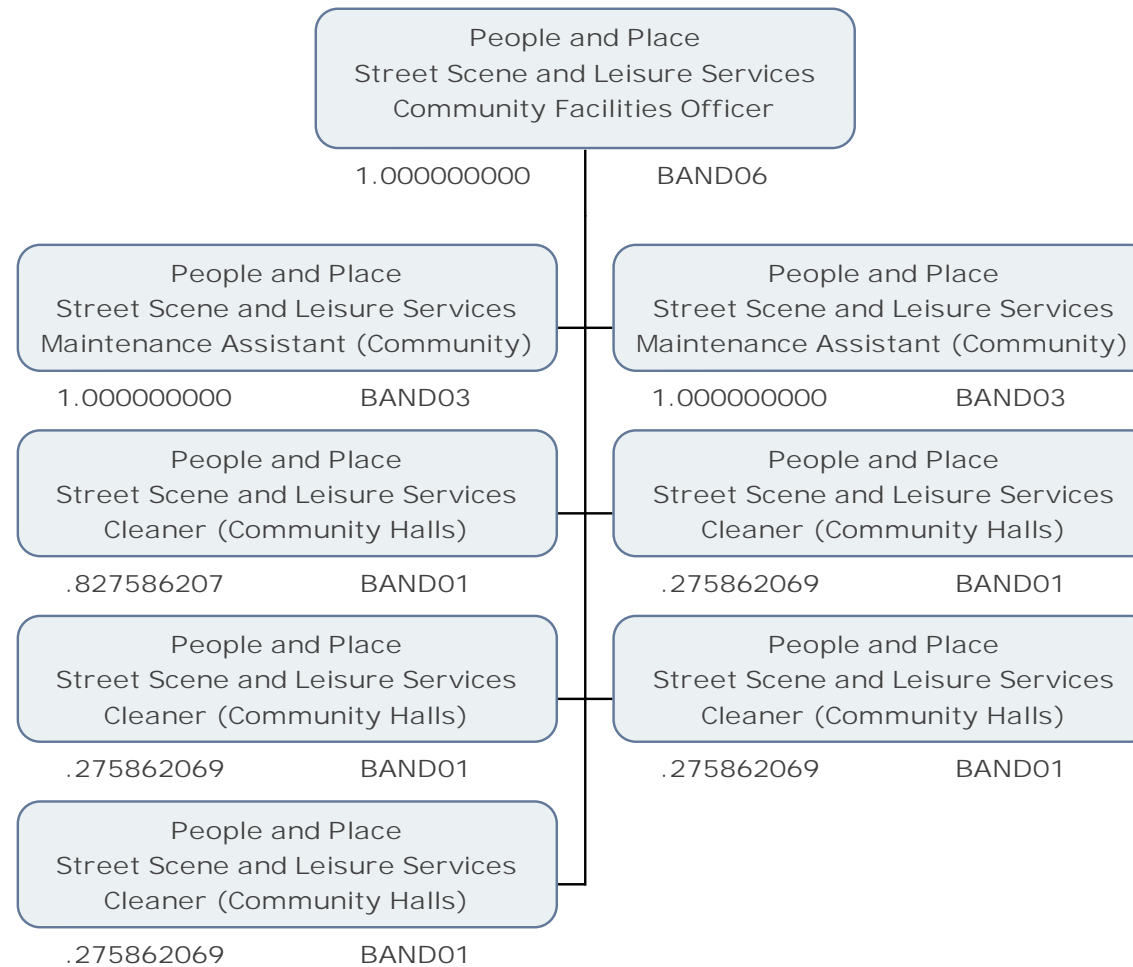 People and Place
Street Scene and Leisure Services
Community Facilities Officer
1.000000000 BAND06
People and Place
Street Scene and Leisure Services
Maintenance Assistant (Community)
1.000000000 BAND03
People and Place
Street Scene and Leisure Services
Maintenance Assistant (Community)
1.000000000 BAND03
People and Place
Street Scene and Leisure Services
Cleaner (Community Halls)
.827586207 BAND01
People and Place
Street Scene and Leisure Services
Cleaner (Community Halls)
.275862069 BAND01
People and Place
Street Scene and Leisure Services
Cleaner (Community Halls)
.275862069 BAND01
People and Place
Street Scene and Leisure Services
Cleaner (Community Halls)
.275862069 BAND01
People and Place
Street Scene and Leisure Services
Cleaner (Community Halls)
.275862069 BAND01